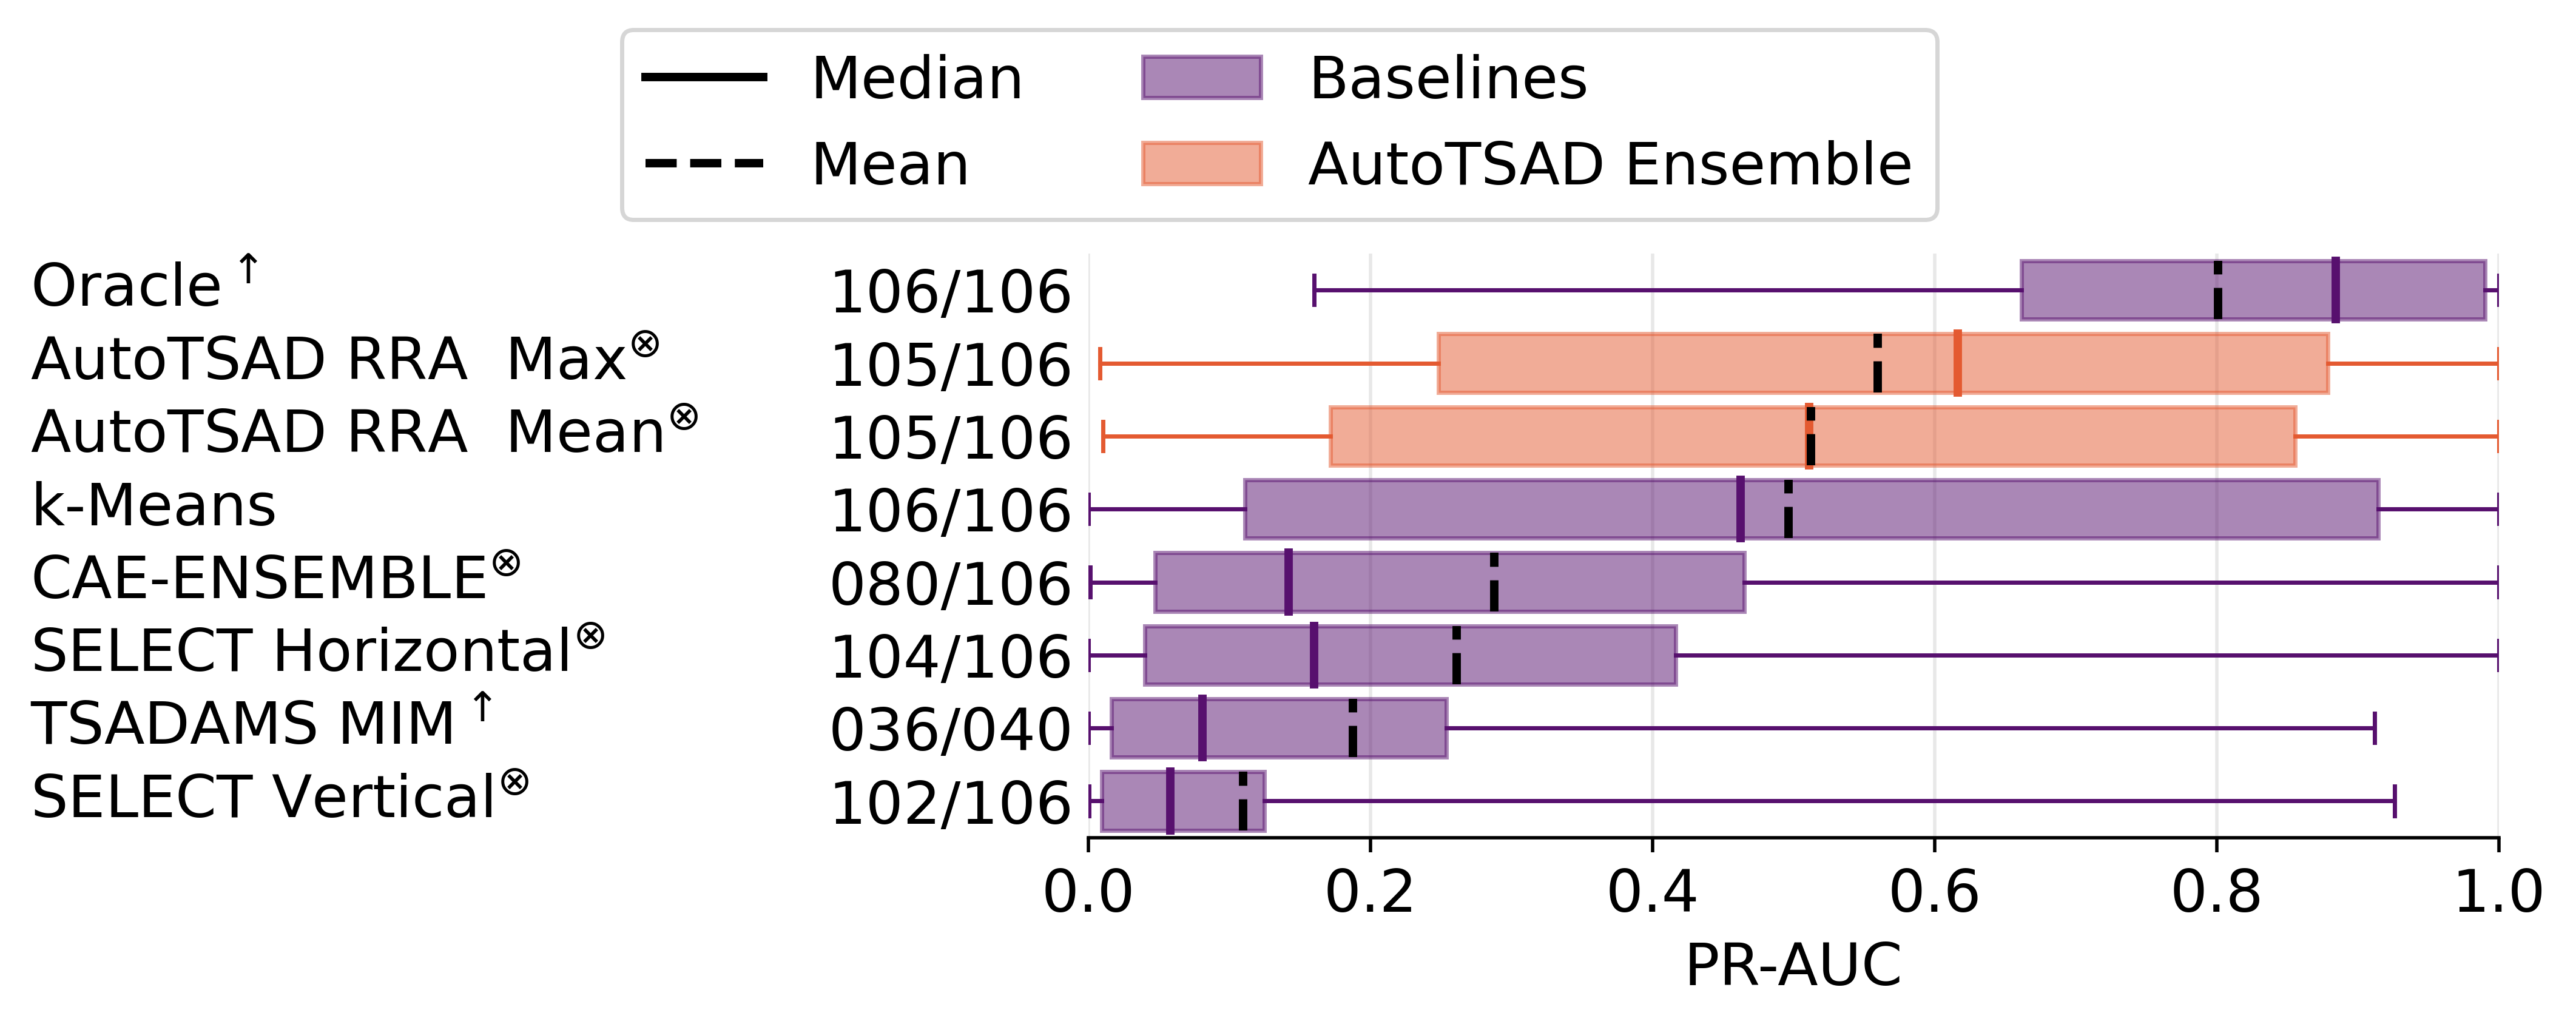 Median
Baselines
Mean
AutoTSAD Ensemble
Oracle ↑ 106/106
AutoTSAD RRA Max⊗ 105/106
AutoTSAD RRA Mean⊗ 105/106
k-Means 106/106
CAE-ENSEMBLE⊗ 080/106
SELECT Horizontal⊗ 104/106
TSADAMS MIM ↑ 036/040
SELECT Vertical⊗ 102/106
0.0 0.2 0.4 0.6 0.8 1.0
PR-AUC